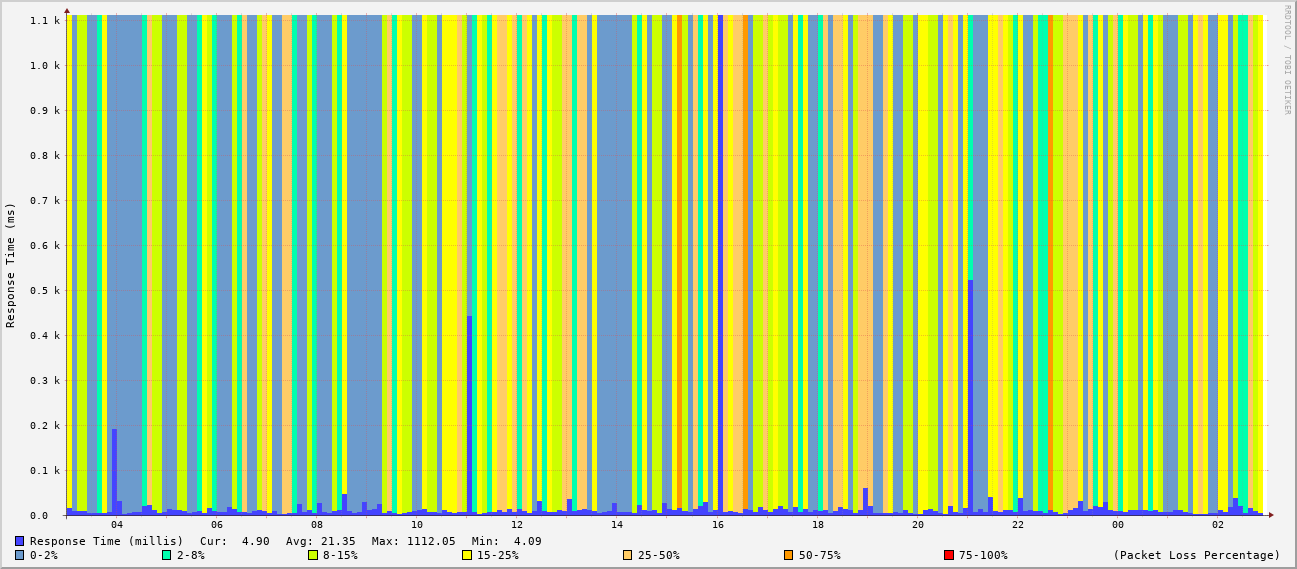 1.1 k
1.0 k
0.9 k
0.8 k
0.7 k
0.6 k
0.5 k
0.4 k
0.3 k
0.2 k
0.1 k
0.0
Response Time (ms)
RRDTOOL / TOBI OETIKER
04 06 08 10 12 14 16 18 20 22 00 02
Response Time (millis) Cur: 4.90 Avg: 21.35 Max: 1112.05 Min: 4.09
0-2% 2-8% 8-15% 15-25% 25-50% 50-75% 75-100% (Packet Loss Percentage)